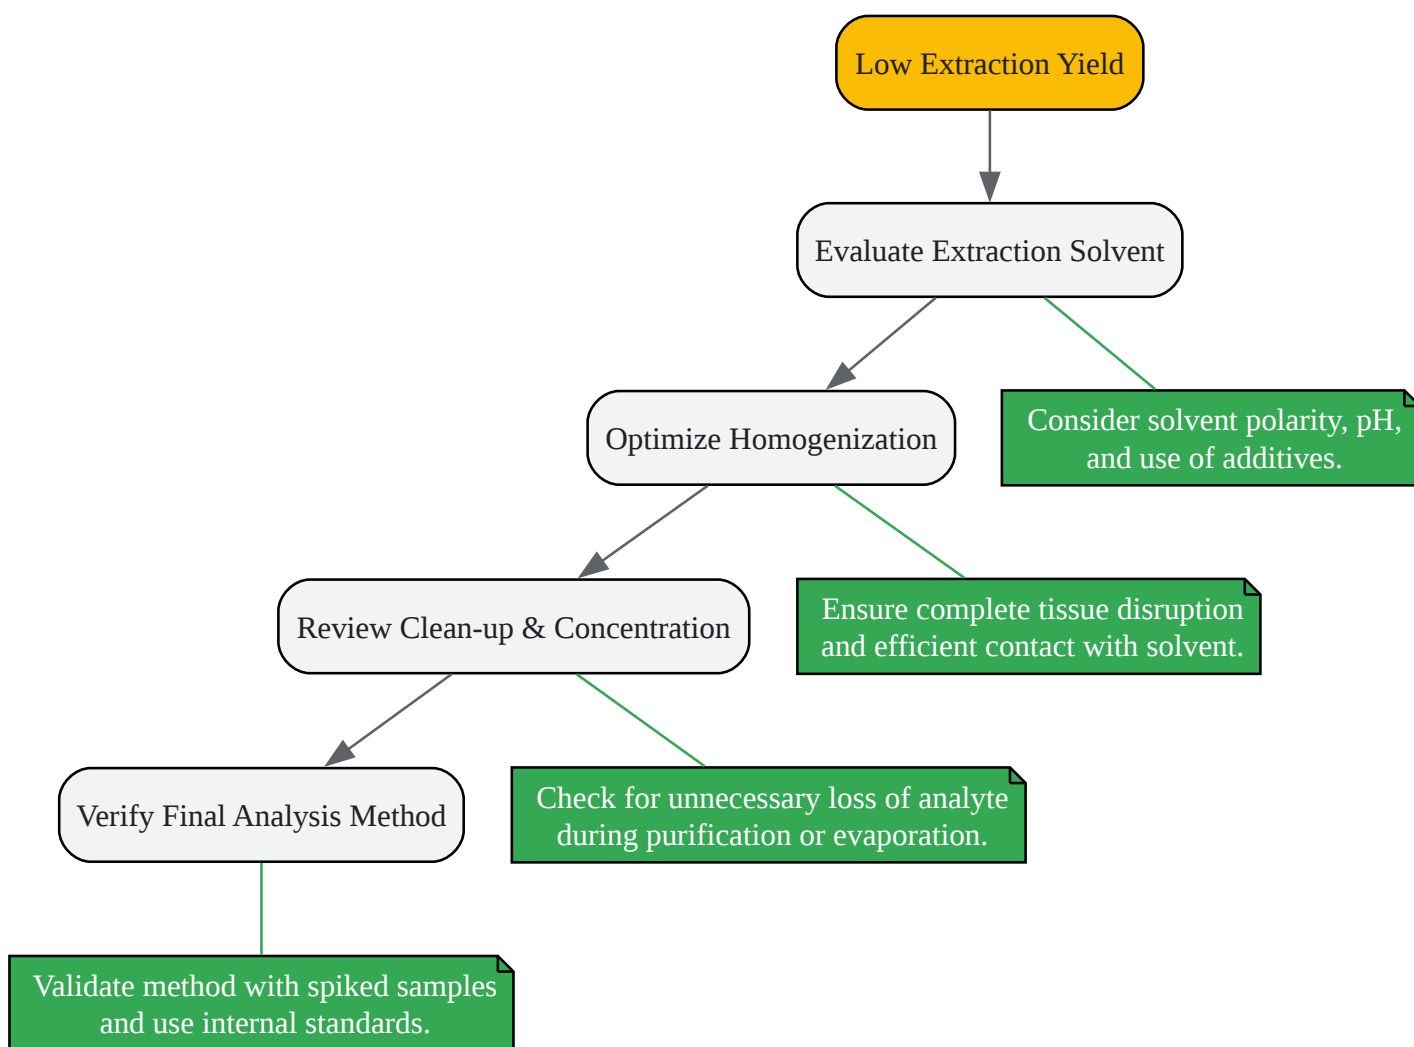 Low Extraction Yield
Evaluate Extraction Solvent
Consider solvent polarity, pH,
and use of additives.
Optimize Homogenization
Ensure complete tissue disruption
and efficient contact with solvent.
Review Clean-up & Concentration
Check for unnecessary loss of analyte
during purification or evaporation.
Verify Final Analysis Method
Validate method with spiked samples
and use internal standards.